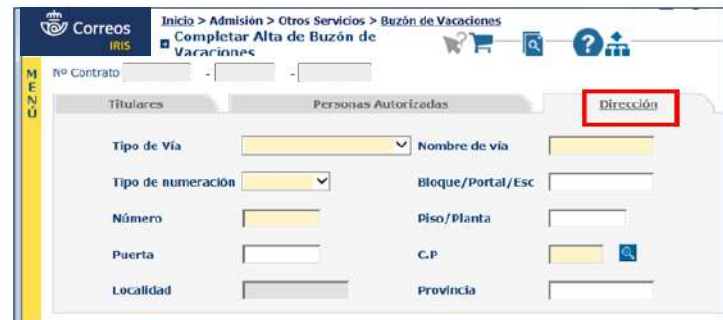 Correos
IRIS
Inicio > Admisión > Otros Servicios > Buzón de Vacaciones
Completar Alta de Buzón de
Vacaciones
MENÚ
Nº Contrato - -
Titulares Personas Autorizadas Dirección
Tipo de Vía Nombre de vía
Tipo de numeración Bloque/Portal/Esc
Número Piso/Planta
Puerta C.P
Localidad Provincia